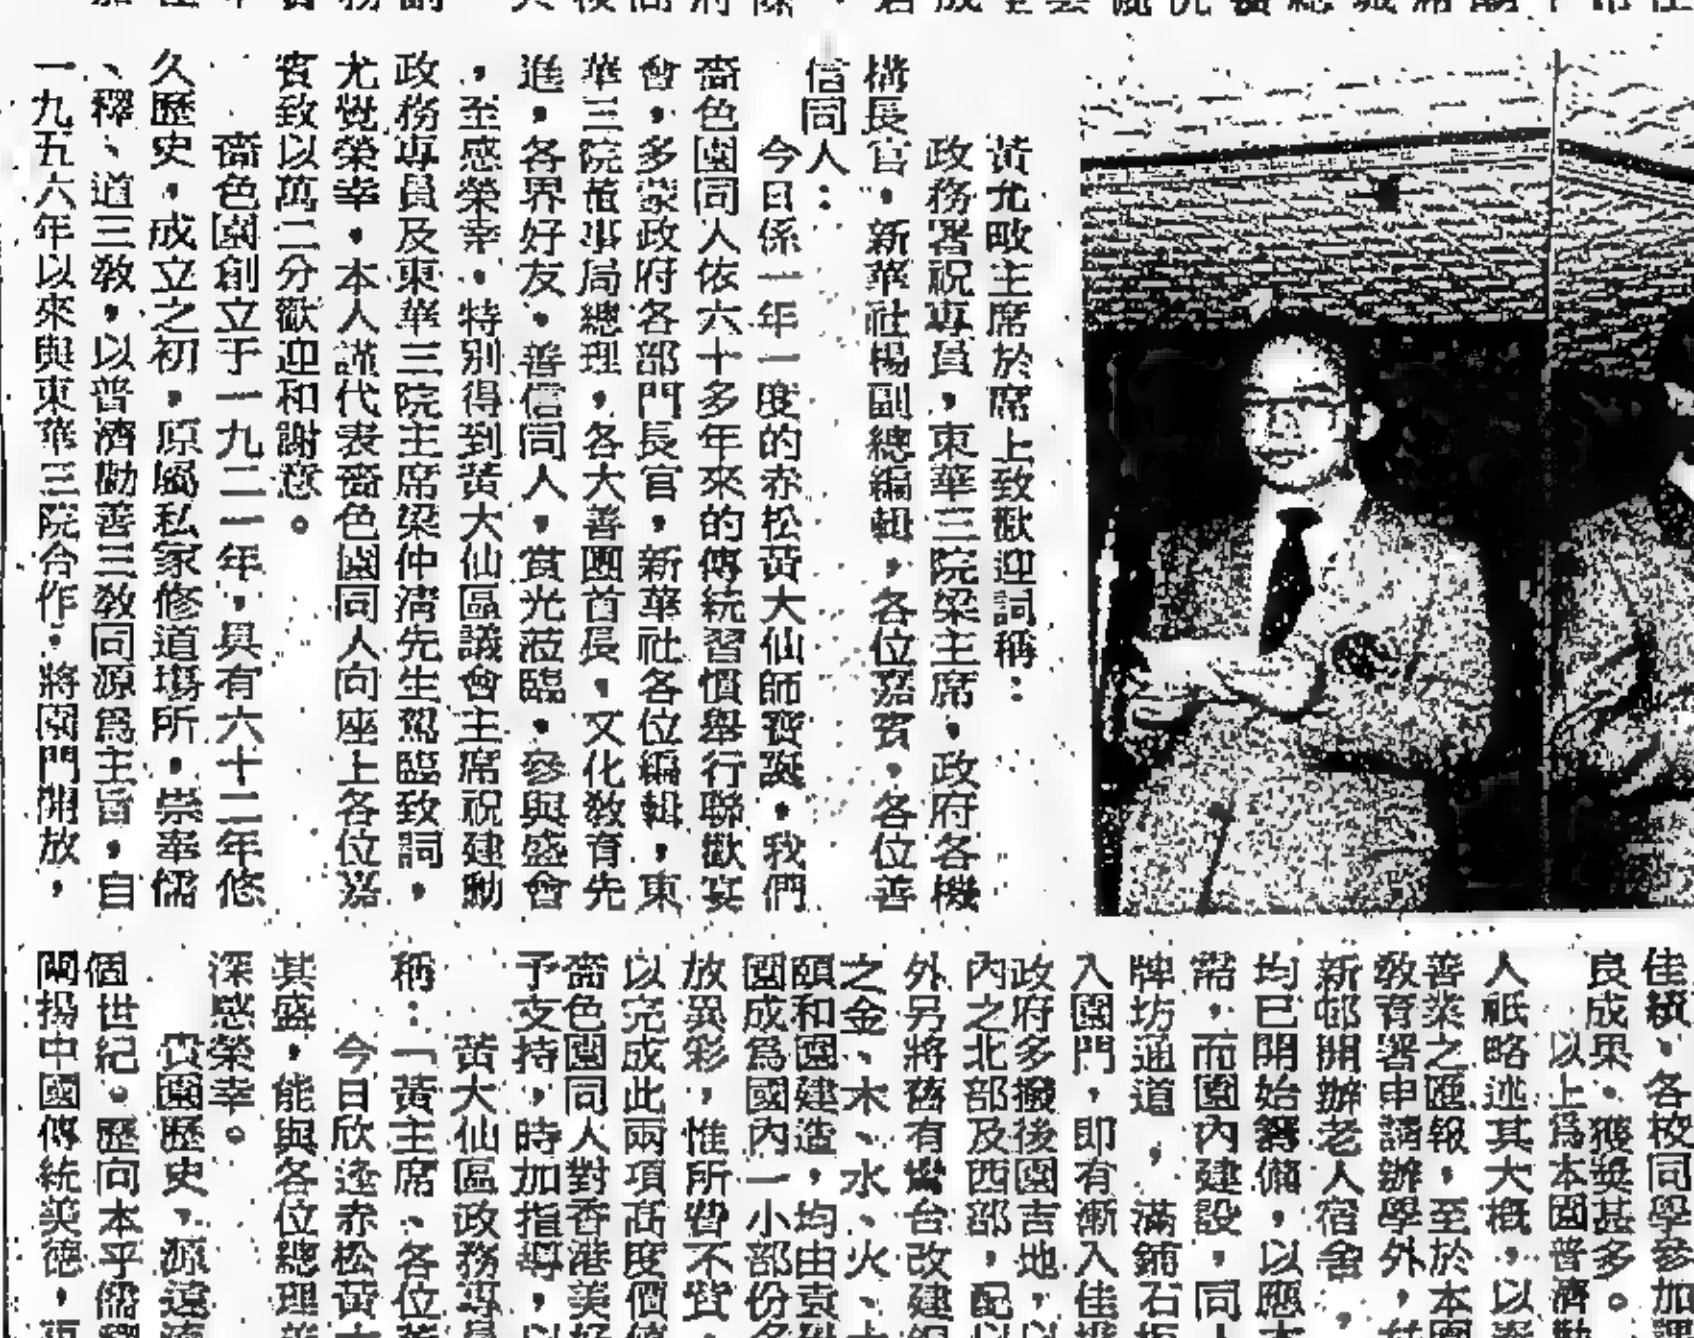 黃允畋主席於席上致歡迎詞稱：
政務署祝專員，東華三院梁主席，政府各機
構長官，新華社楊副總編輯，各位嘉賓，各位善
信同人：
今日係一年一度的赤松黃大仙師寶誕，我們
嗇色園同人依六十多年來的傳統習慣舉行聯歡宴
會，多蒙政府各部門長官，新華社各位編輯，東
華三院董事局總理，各大善團首長，文化教育先
進，各界好友，善信同人，賞光蒞臨，參與盛會
，至感榮幸，特別得到黃大仙區議會主席祝建勳
政務專員及東華三院主席梁仲清先生駕臨致詞，
尤覺榮幸，本人謹代表嗇色園同人向座上各位嘉
賓致以萬二分歡迎和謝意。
嗇色園創立于一九二一年，具有六十二年悠
久歷史，成立之初，原屬私家修道塲所，崇奉儒
、釋、道三教，以普濟勸善三教同源爲主旨，自
一九五六年以來與東華三院合作，將園門開放，
佳績、各校同學參加
良成果，獲獎甚多。
以上爲本園普濟勸
人祇略述其大概，以
善業之匯報，至於本園
教育署申請辦學外，
新邨開辦老人宿舍，
均已開始籌備，以應
需，而園內建設，同
牌坊通道，滿鋪石
入園門，即有漸入佳
政府多撥後園吉地，以
內之北部及西部，配以
外另將舊有醮台改建
之金、木、水、火、土
頤和園建造，均由
園成爲國內一小部份
放異彩，惟所費不貲，
以完成此兩項高度價值
嗇色園同人對香港美好
予支持，時加指導，以
黃大仙區政務專員
稱：「黃主席、各位
今日欣逢赤松黃大
其盛，能與各位總理
深感榮幸。
貴園歷史、源遠
個世紀。歷向本乎儒釋
闡揚中國傳統美德，